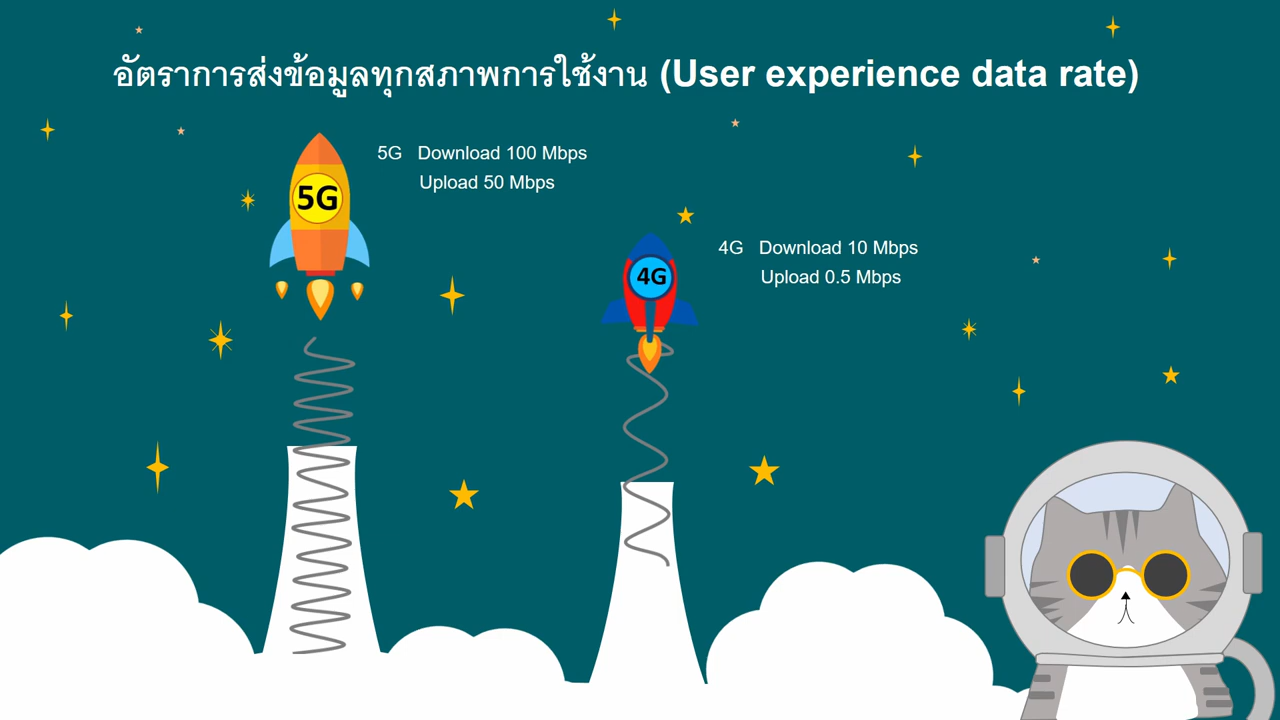 อัตราการส่งข้อมูลทุกสภาพการใช้งาน (User experience data rate)
5G
5G Download 100 Mbps
Upload 50 Mbps
4G
4G Download 10 Mbps
Upload 0.5 Mbps